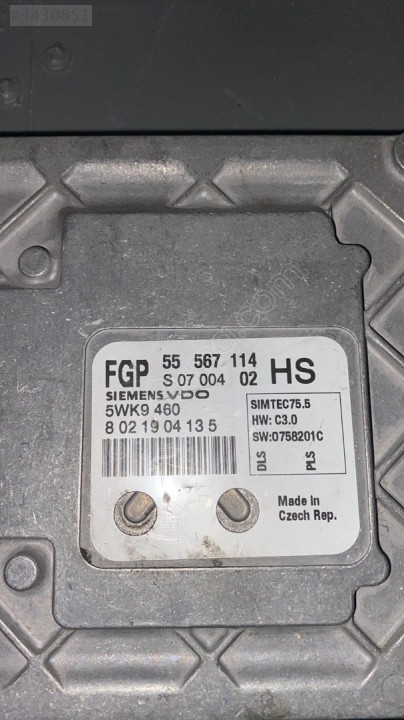 #3430851
FGP 55 567 114 HS
S 07 004 02
SIEMENS VDO
5WK9 460
8 02 19 04 13 5
SIMTEC75.5
HW: C3.0
SW:0758201C
DLS PLS
Made in
Czech Rep.